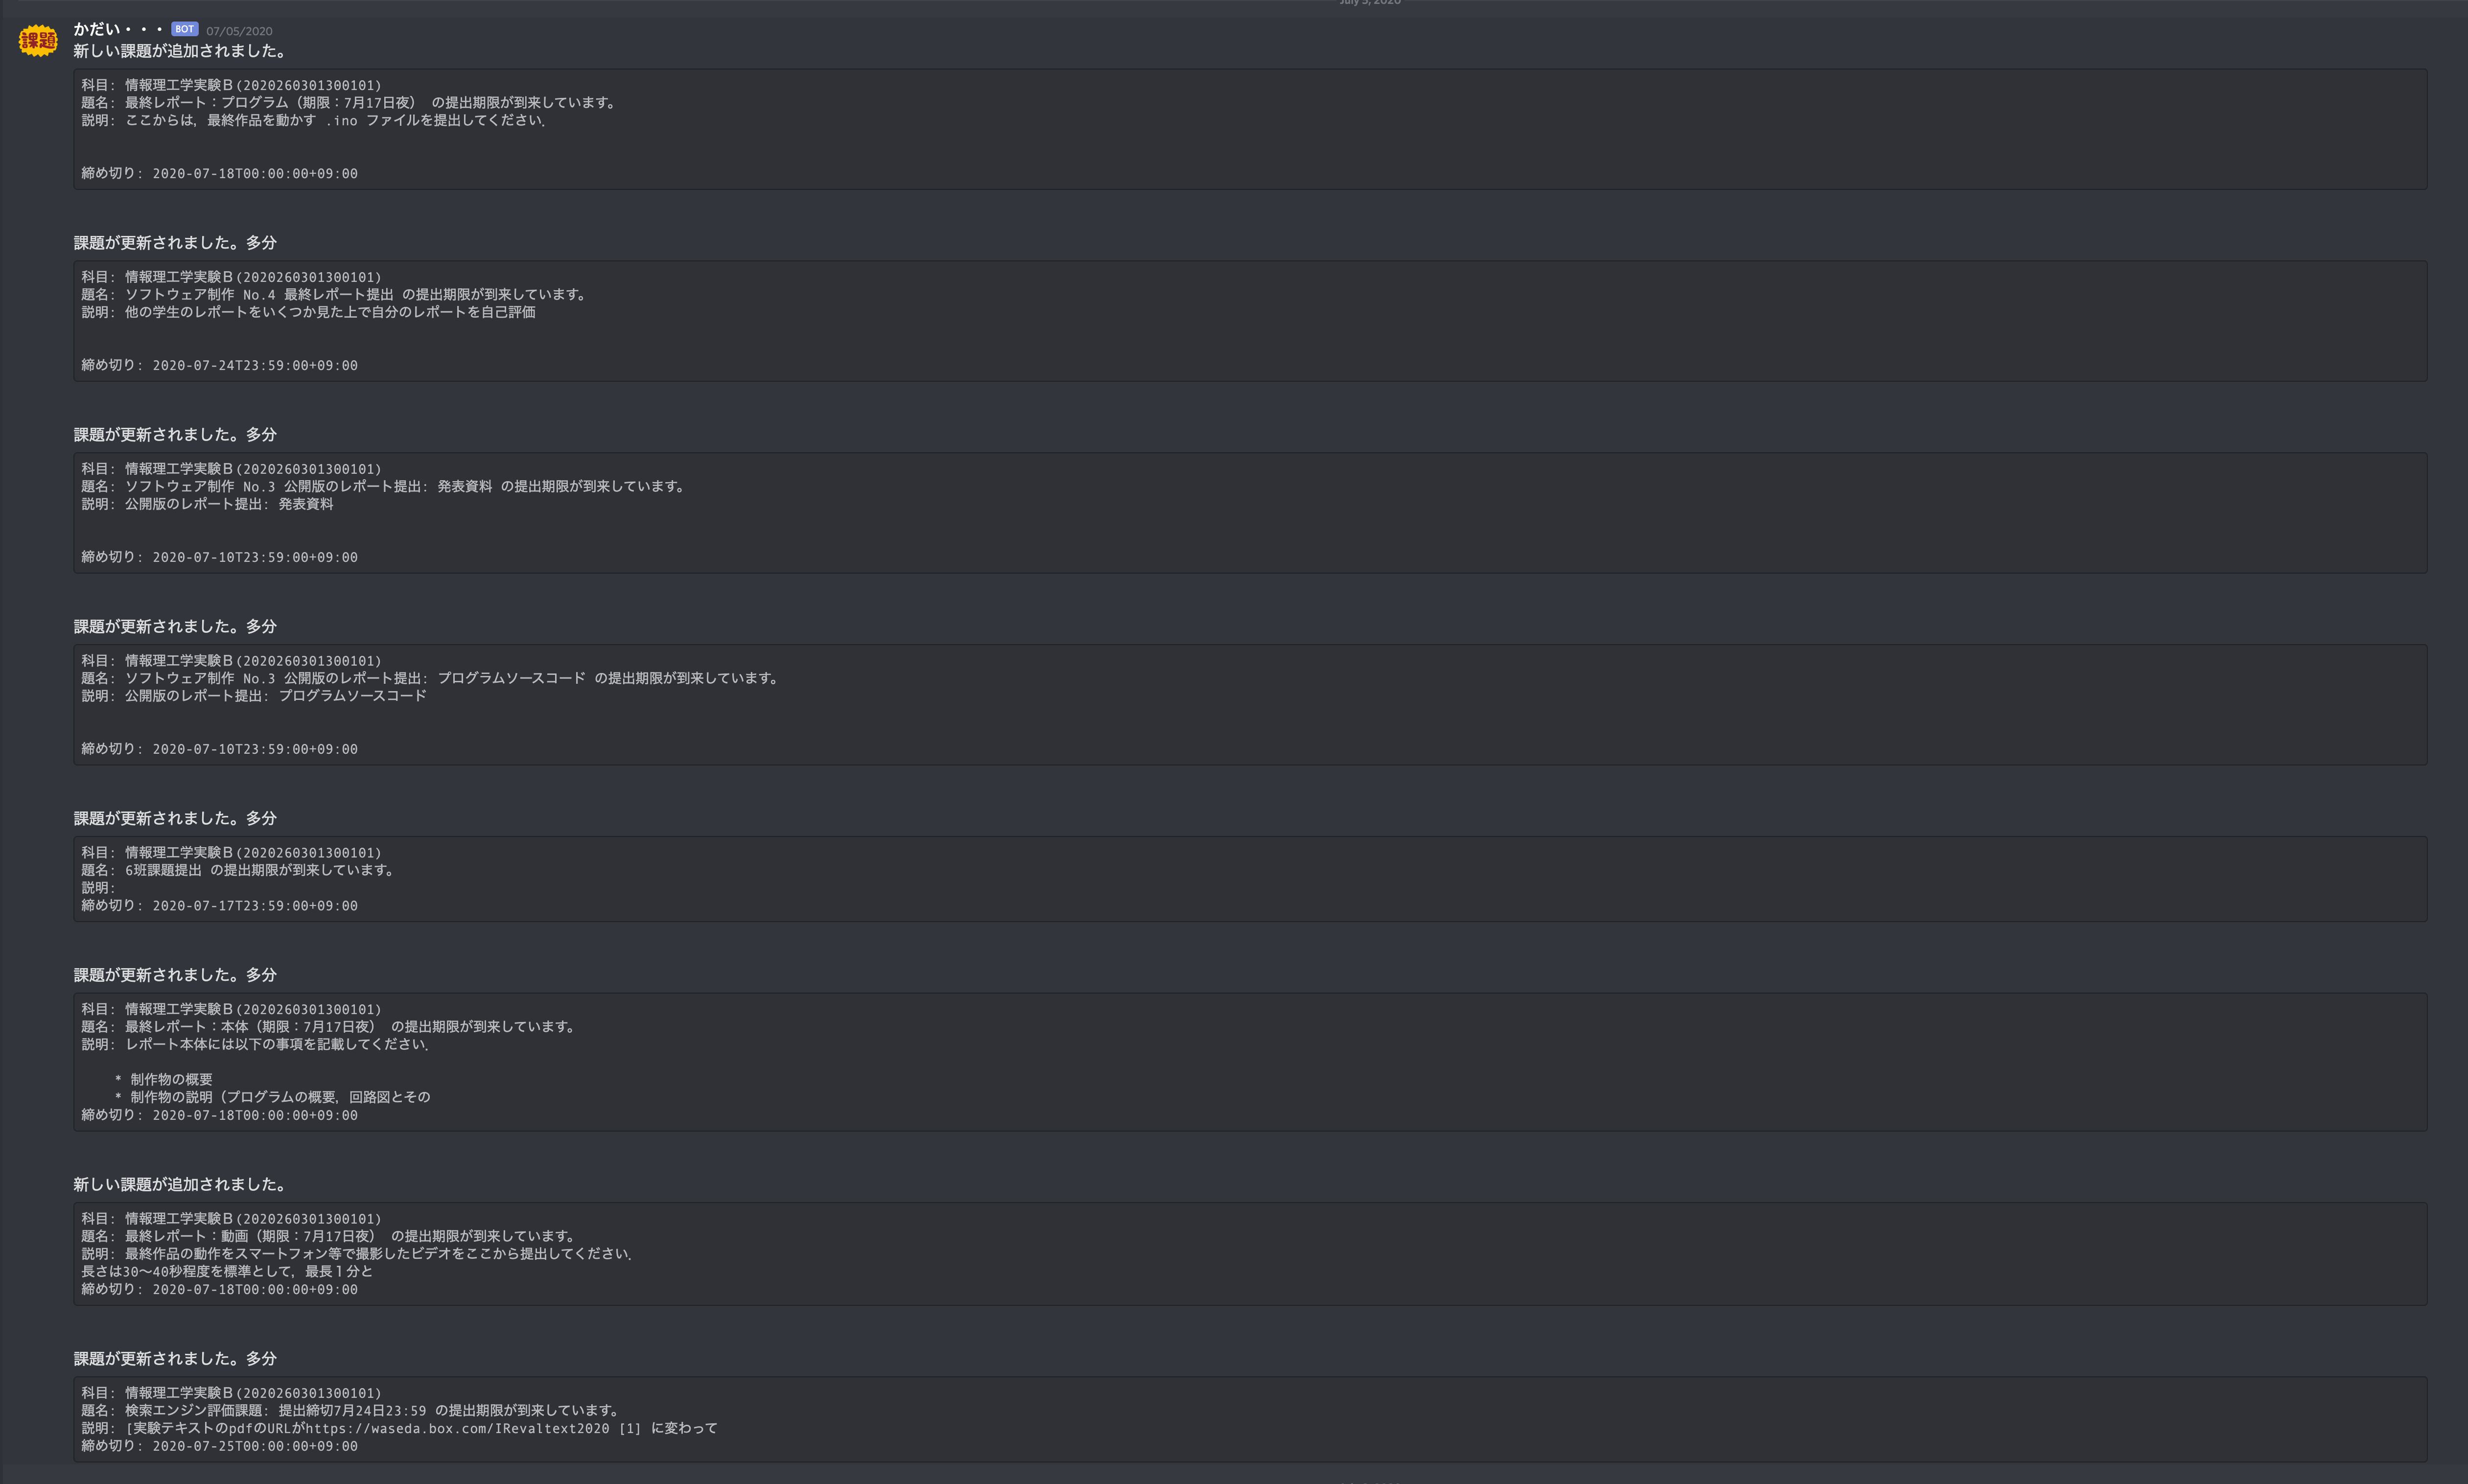 July 5, 2020
課題
かだい・・・ BOT 07/05/2020
新しい課題が追加されました。
科目: 情報理工学実験B(2020260301300101)
題名: 最終レポート：プログラム（期限：7月17日夜） の提出期限が到来しています。
説明: ここからは，最終作品を動かす .ino ファイルを提出してください．
締め切り: 2020-07-18T00:00:00+09:00
課題が更新されました。多分
科目: 情報理工学実験B(2020260301300101)
題名: ソフトウェア制作 No.4 最終レポート提出 の提出期限が到来しています。
説明: 他の学生のレポートをいくつか見た上で自分のレポートを自己評価
締め切り: 2020-07-24T23:59:00+09:00
課題が更新されました。多分
科目: 情報理工学実験B(2020260301300101)
題名: ソフトウェア制作 No.3 公開版のレポート提出: 発表資料 の提出期限が到来しています。
説明: 公開版のレポート提出: 発表資料
締め切り: 2020-07-10T23:59:00+09:00
課題が更新されました。多分
科目: 情報理工学実験B(2020260301300101)
題名: ソフトウェア制作 No.3 公開版のレポート提出: プログラムソースコード の提出期限が到来しています。
説明: 公開版のレポート提出: プログラムソースコード
締め切り: 2020-07-10T23:59:00+09:00
課題が更新されました。多分
科目: 情報理工学実験B(2020260301300101)
題名: 6班課題提出 の提出期限が到来しています。
説明:
締め切り: 2020-07-17T23:59:00+09:00
課題が更新されました。多分
科目: 情報理工学実験B(2020260301300101)
題名: 最終レポート：本体（期限：7月17日夜） の提出期限が到来しています。
説明: レポート本体には以下の事項を記載してください．
* 制作物の概要
* 制作物の説明（プログラムの概要，回路図とその
締め切り: 2020-07-18T00:00:00+09:00
新しい課題が追加されました。
科目: 情報理工学実験B(2020260301300101)
題名: 最終レポート：動画（期限：7月17日夜） の提出期限が到来しています。
説明: 最終作品の動作をスマートフォン等で撮影したビデオをここから提出してください．
長さは30〜40秒程度を標準として，最長１分と
締め切り: 2020-07-18T00:00:00+09:00
課題が更新されました。多分
科目: 情報理工学実験B(2020260301300101)
題名: 検索エンジン評価課題: 提出締切7月24日23:59 の提出期限が到来しています。
説明: [実験テキストのpdfのURLがhttps://waseda.box.com/IRevaltext2020 [1] に変わって
締め切り: 2020-07-25T00:00:00+09:00